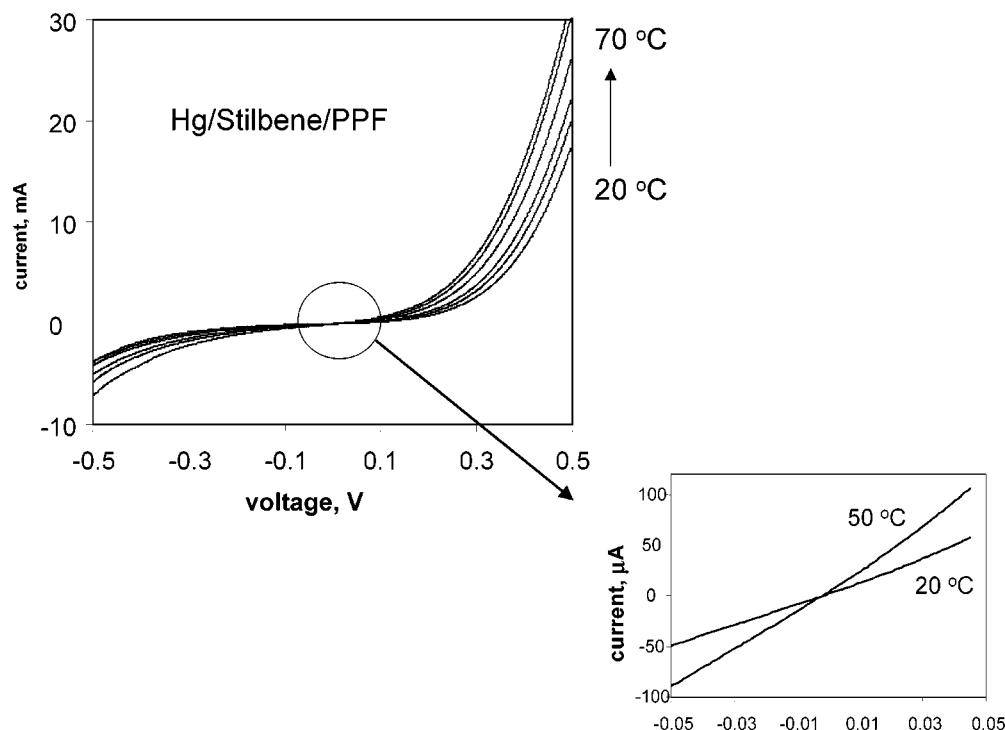 30
20
10
0
-10
current, mA
Hg/Stilbene/PPF
70 °C
20 °C
-0.5 -0.3 -0.1 0.1 0.3 0.5
voltage, V
100
50
0
-50
-100
current, µA
50 °C
20 °C
-0.05 -0.03 -0.01 0.01 0.03 0.05